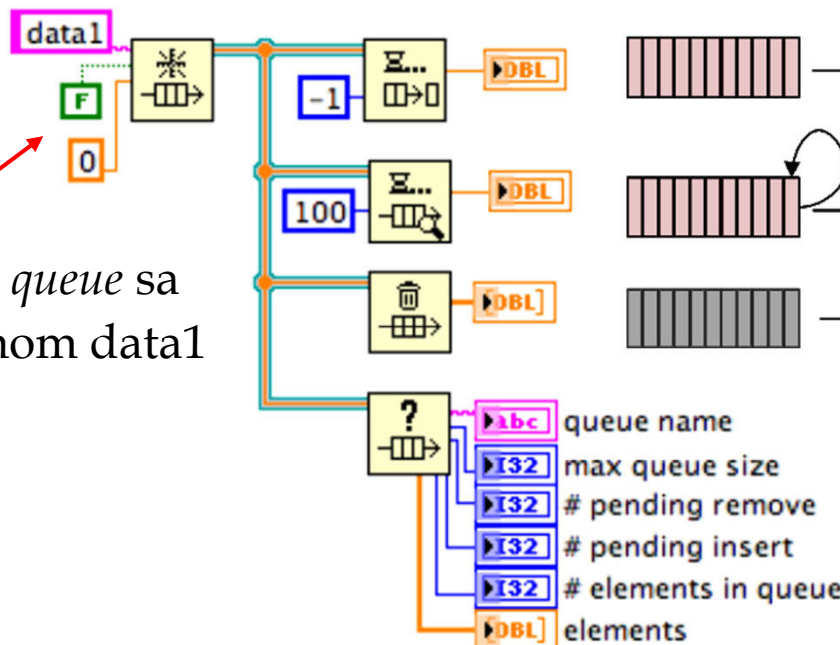 data1
F
0
-1
DBL
100
DBL
queue sa
nom data1
[DBL]
?
abc queue name
I32 max queue size
I32 # pending remove
I32 # pending insert
I32 # elements in queue
[DBL] elements